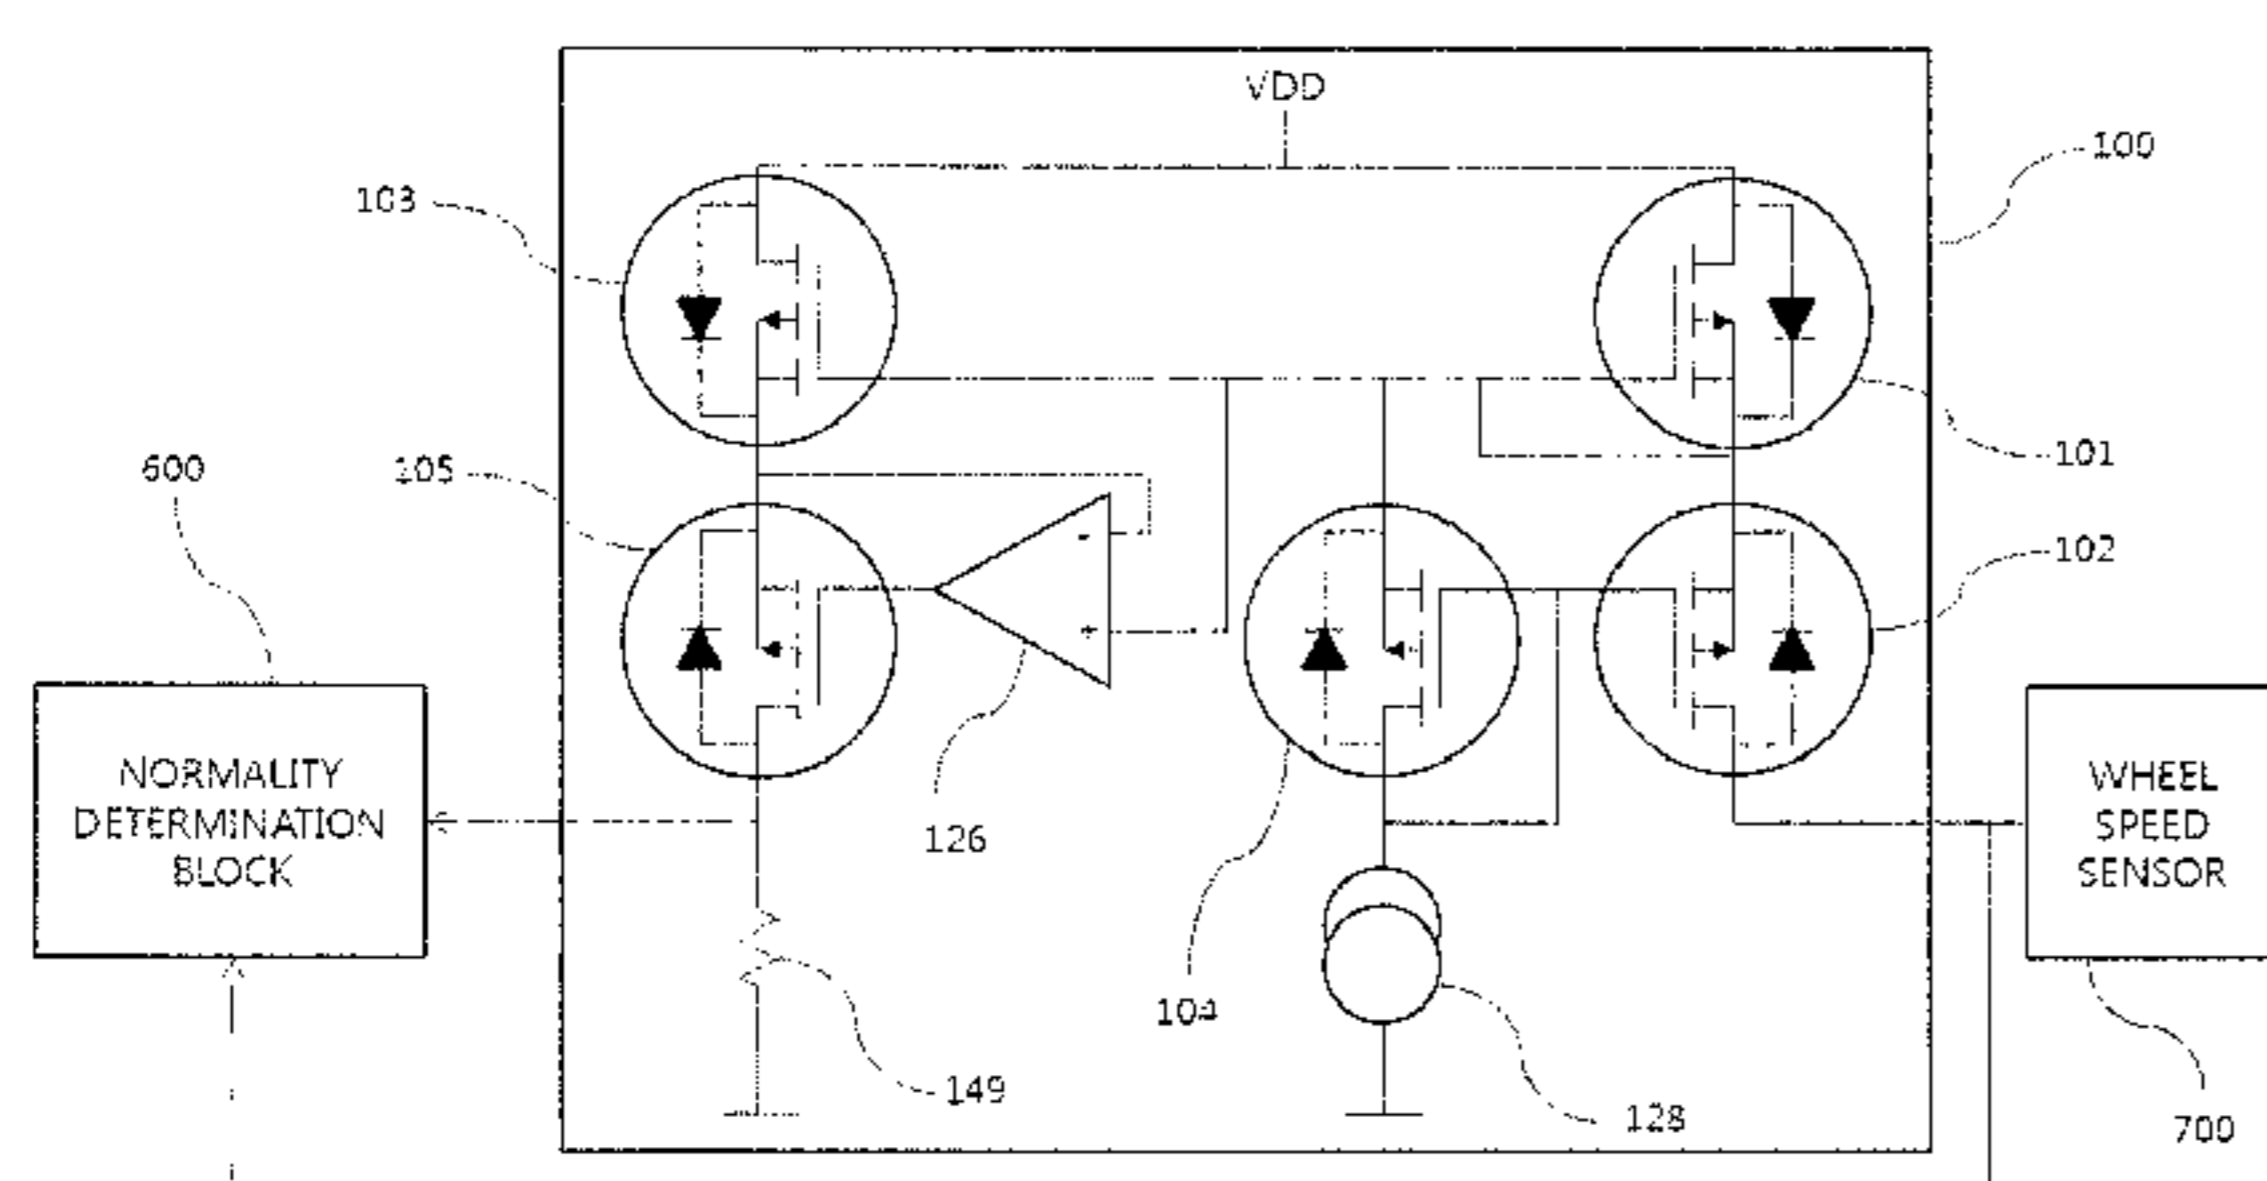 VDD
100
103
101
600
105
102
NORMALITY
DETERMINATION
BLOCK
126
WHEEL
SPEED
SENSOR
104
149
128
700